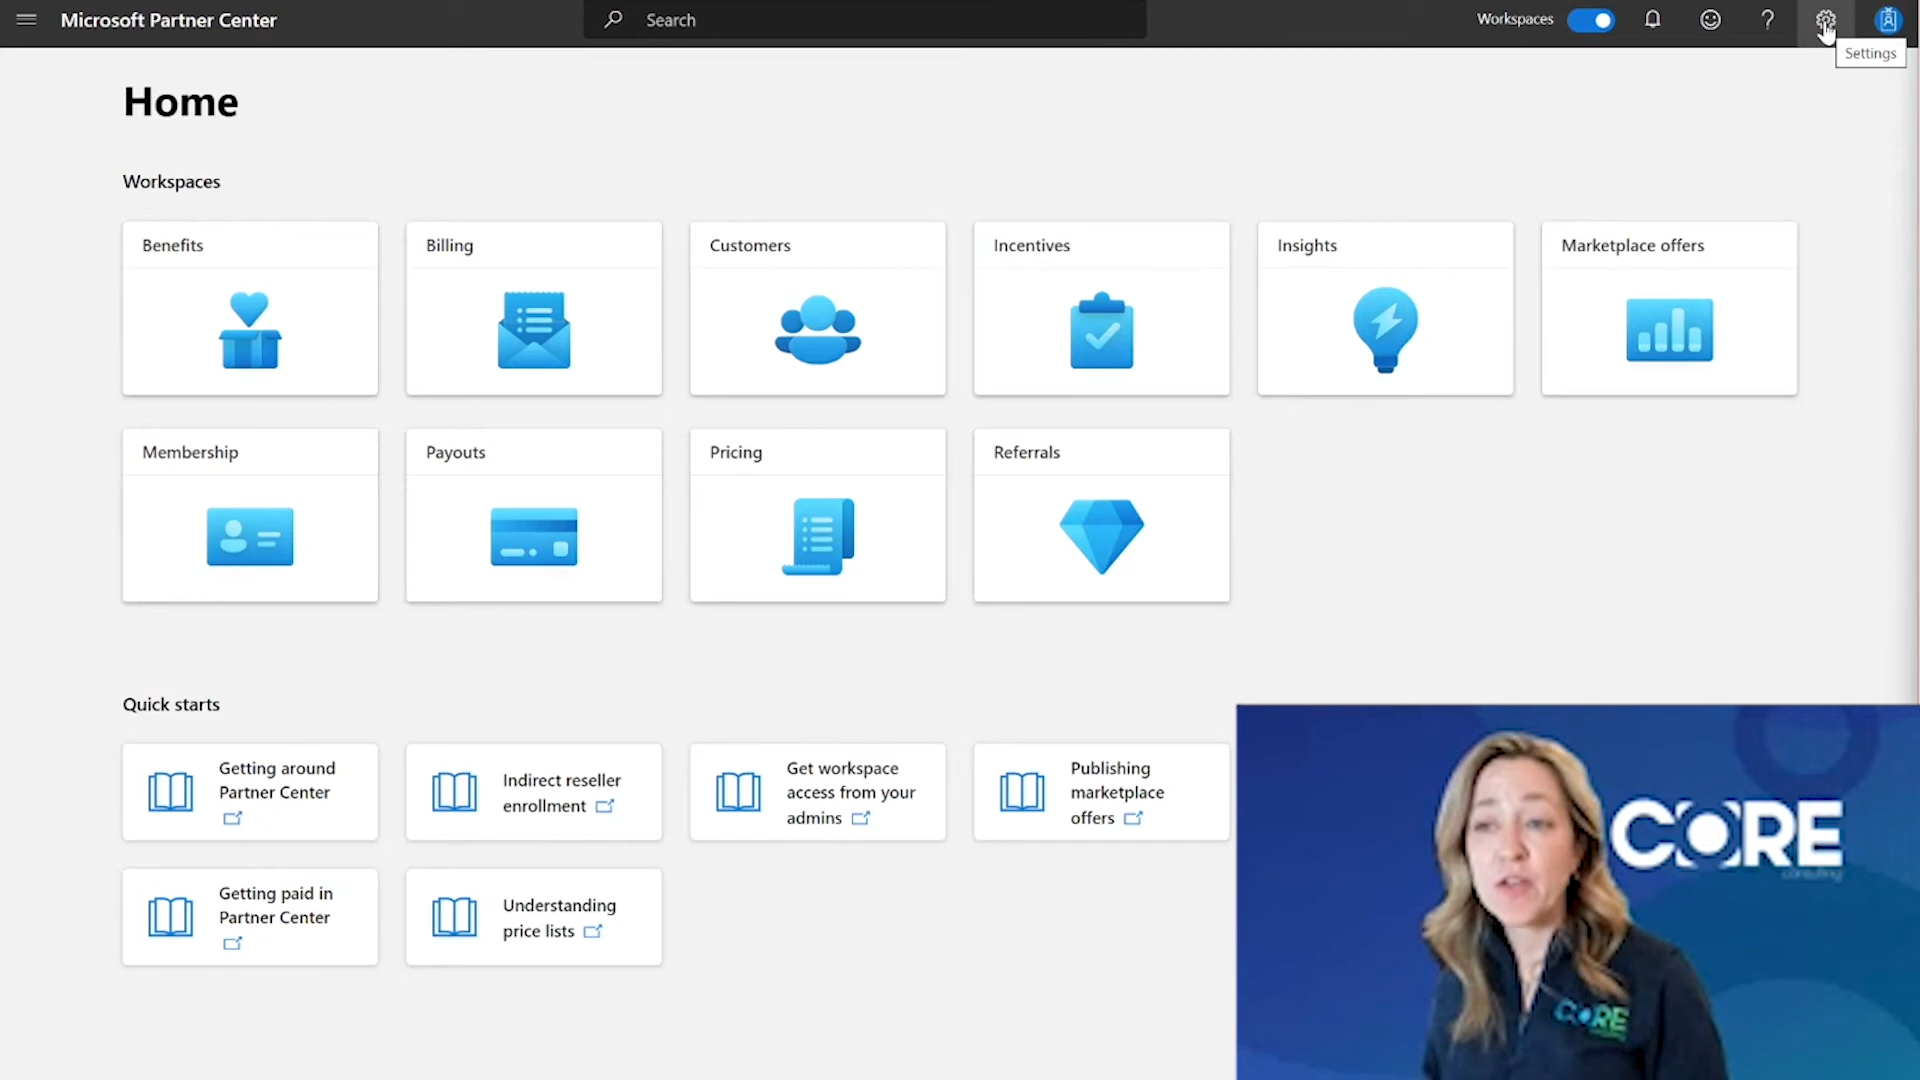 Microsoft Partner Center
Search
Workspaces
?
Settings
Home
Workspaces
Benefits
Billing
Customers
Incentives
Insights
Marketplace offers
Membership
Payouts
Pricing
Referrals
Quick starts
Getting around
Partner Center
Indirect reseller
enrollment
Get workspace
access from your
admins
Publishing
marketplace
offers
Getting paid in
Partner Center
Understanding
price lists
CORE
consulting
CORE